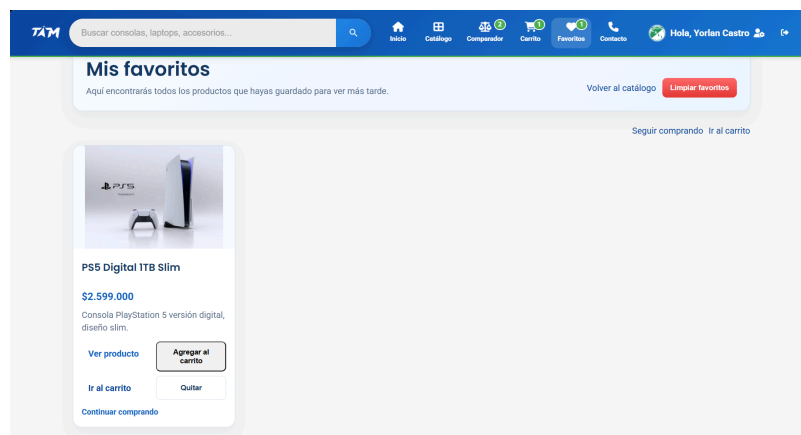 TAM
Buscar consolas, laptops, accesorios...
Inicio
Catálogo
Comparador
2
Carrito
1
Favoritos
1
Contacto
Hola, Yorlan Castro
Mis favoritos
Aquí encontrarás todos los productos que hayas guardado para ver más tarde.
Volver al catálogo
Limpiar favoritos
Seguir comprando Ir al carrito
PS5
PS5 Digital 1TB Slim
$2.599.000
Consola PlayStation 5 versión digital,
diseño slim.
Ver producto
Agregar al
carrito
Ir al carrito
Quitar
Continuar comprando